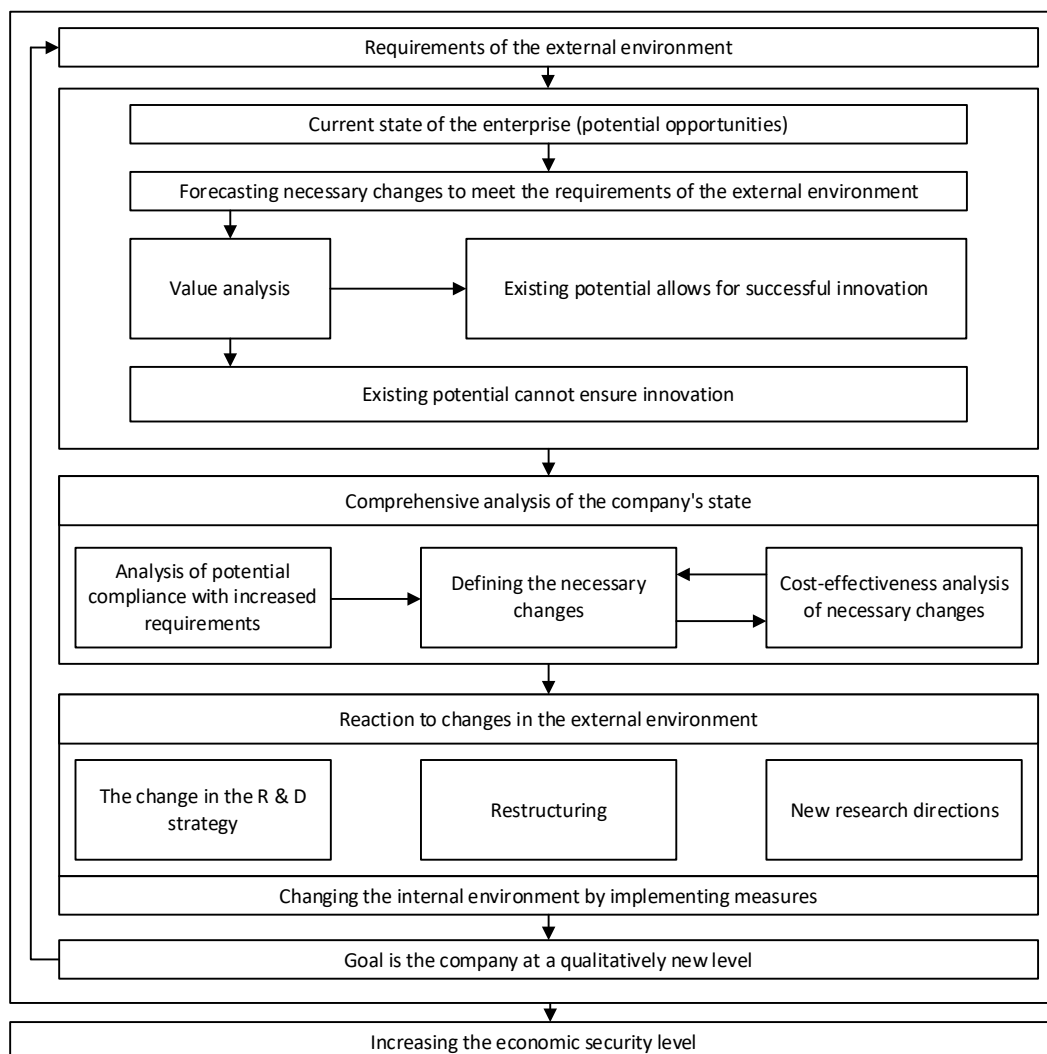 Requirements of the external environment
Current state of the enterprise (potential opportunities)
Forecasting necessary changes to meet the requirements of the external environment
Value analysis
Existing potential allows for successful innovation
Existing potential cannot ensure innovation
Comprehensive analysis of the company's state
Analysis of potential
compliance with increased
requirements
Defining the necessary
changes
Cost-effectiveness analysis
of necessary changes
Reaction to changes in the external environment
The change in the R & D
strategy
Restructuring
New research directions
Changing the internal environment by implementing measures
Goal is the company at a qualitatively new level
Increasing the economic security level